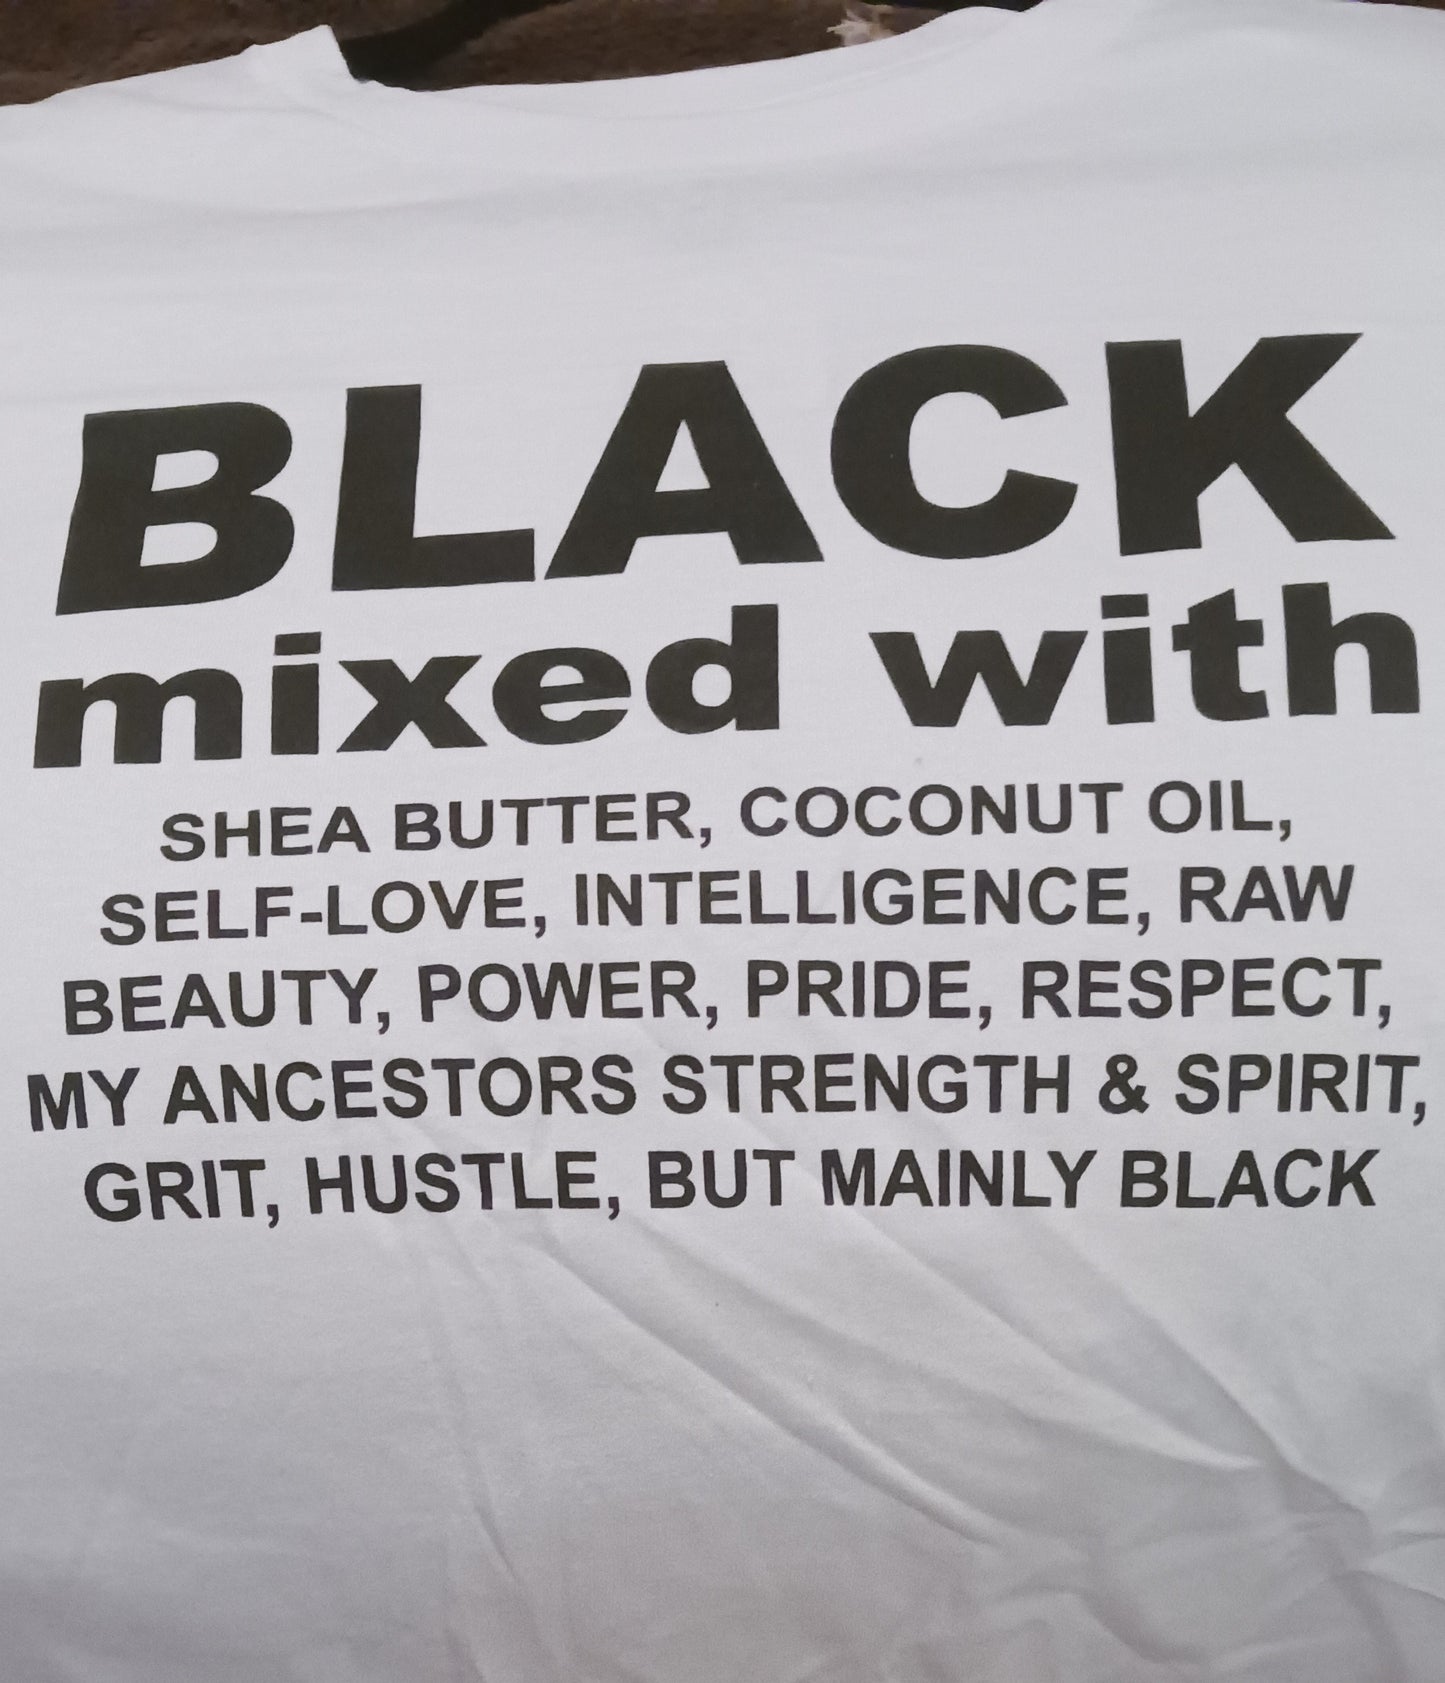 BLACK
mixed with
SHEA BUTTER, COCONUT OIL,
SELF-LOVE, INTELLIGENCE, RAW
BEAUTY, POWER, PRIDE, RESPECT,
MY ANCESTORS STRENGTH & SPIRIT,
GRIT, HUSTLE, BUT MAINLY BLACK